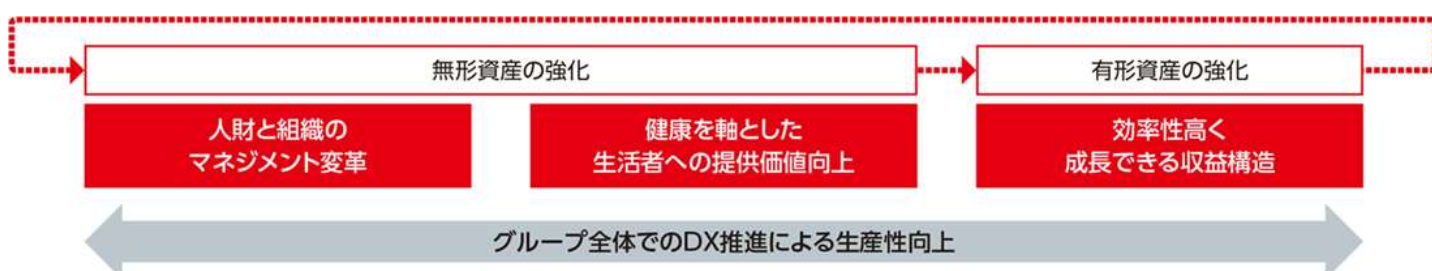 無形資産の強化
有形資産の強化
人財と組織の
マネジメント変革
健康を軸とした
生活者への提供価値向上
効率性高く
成長できる収益構造
グループ全体でのDX推進による生産性向上